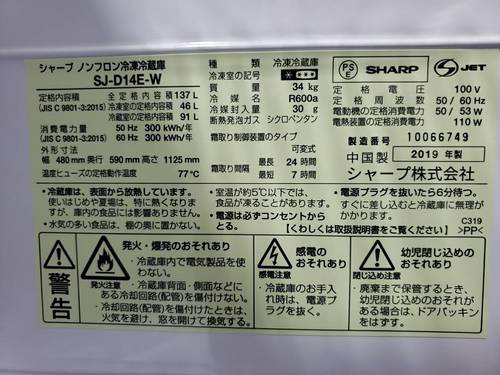 シャープ ノンフロン冷凍冷蔵庫
SJ-D14E-W
定格内容積 全定格内容積 137L
(JIS C 9801-3:2015) 冷凍室の定格内容積 46L
冷蔵室の定格内容積 91L
消費電力量 50 Hz 300 kWh/年
(JIS C 9801-3:2015) 60 Hz 300 kWh/年
外形寸法
幅 480 mm 奥行 590 mm 高さ 1125 mm
温度ヒューズの定格動作温度 77℃
種類 冷凍冷蔵庫
冷凍室の記号
質量 34 kg
冷媒名 R600a
冷媒封入量 30 g
断熱発泡ガス シクロペンタン
霜取り制御装置のタイプ
可変式
霜取り間隔 最長 24 時間
最短 7 時間
PS
E
SHARP
S JET
定格電圧 100 V
定格周波数 50 / 60 Hz
電動機の定格消費電力 50 / 53 W
電熱装置の定格消費電力 110 W
製造番号 10066749
中国製 2019 年製
シャープ株式会社
・冷蔵庫は、表面から放熱しています。
使いはじめや夏場は、特に熱くなりま
すが、庫内の食品には影響ありません。
・水気の多い食品は、棚の奥に置かない。
・室温が約5℃以下では、
食品が凍ることがあります。
・電源は必ずコンセントか
らとる。
・電源プラグを抜いたら6分待つ。
すぐに差し込むと冷蔵庫に無理が
かかります。
【くわしくは取扱説明書をご覧ください】
C319
>PP<
警告
発火・爆発のおそれあり
発火注意
・冷蔵庫内で電気製品を使
わない。
・冷蔵庫背面・側面などに
ある冷却回路(配管)を傷付けない。
・冷却回路(配管)を傷付けたときは、
火気を避け、窓を開けて換気する。
感電の
おそれあり
感電注意
・冷蔵庫のお手入
れ時は、電源プ
ラグを抜く。
幼児閉じ込め
のおそれあり
閉じ込め注意
・廃棄まで保管するとき、
幼児閉じ込めのおそれが
ある場合は、ドアパッキン
をはずす。